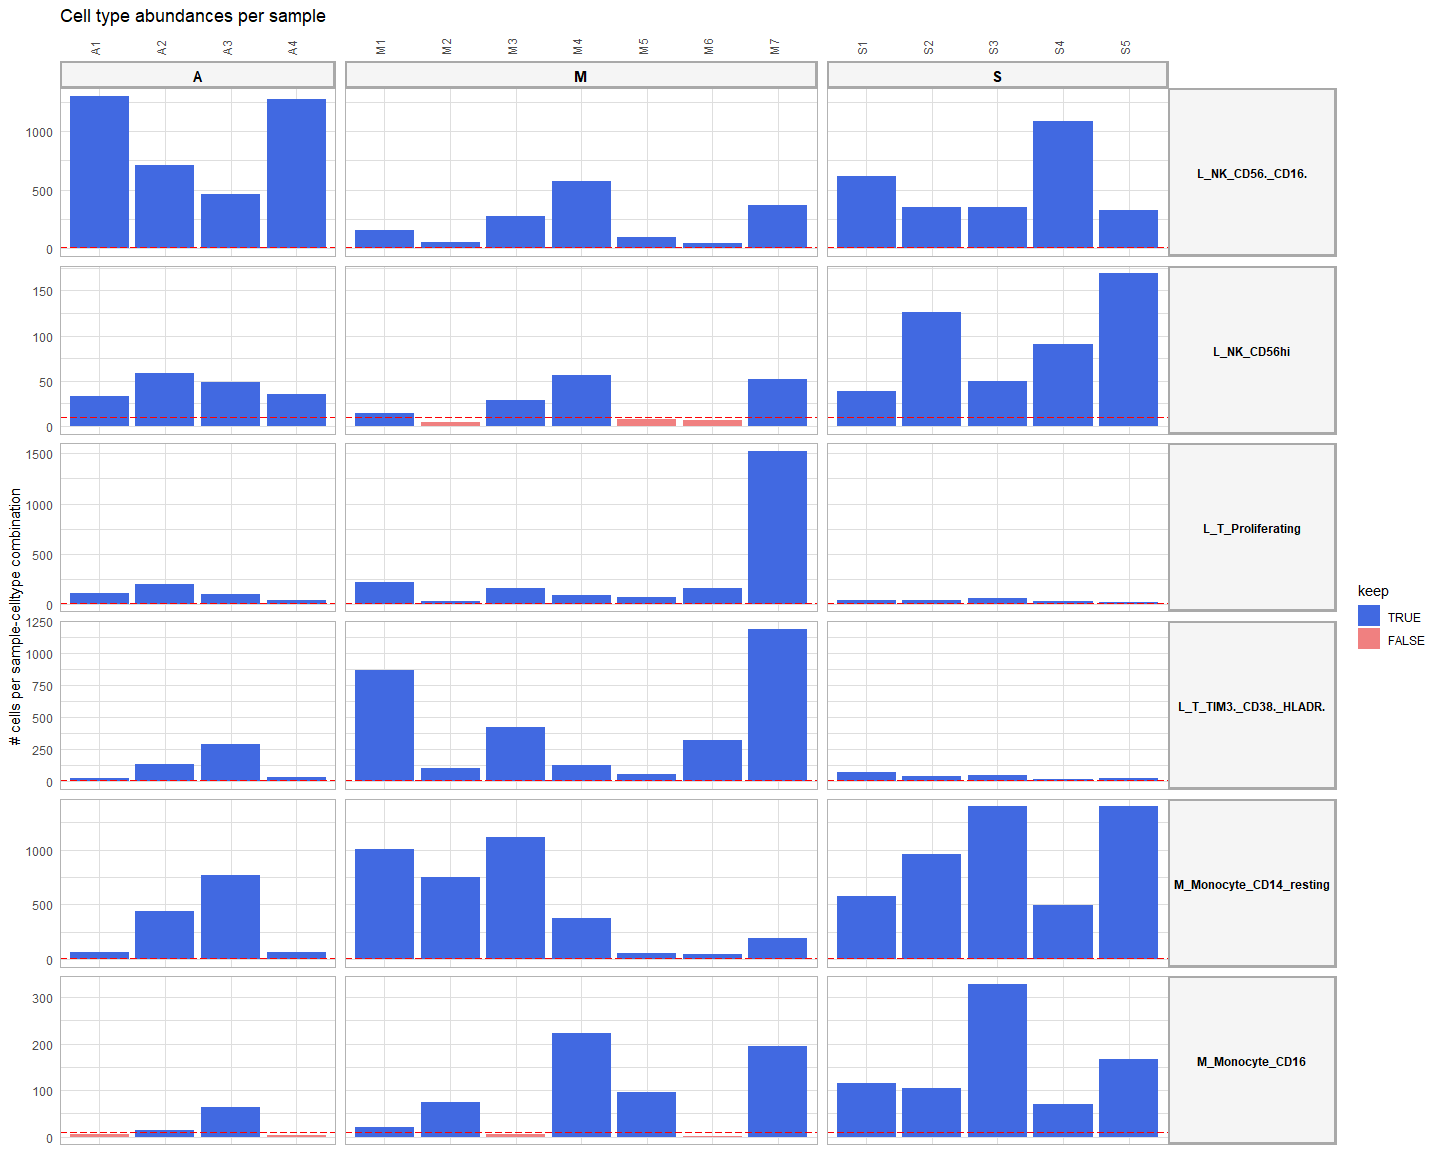 Cell type abundances per sample
A1 A2 A3 A4 M1 M2 M3 M4 M5 M6 M7 S1 S2 S3 S4 S5
A M S
1000
500
0
L_NK_CD56._CD16.
150
100
50
0
L_NK_CD56hi
1500
1000
500
0
L_T_Proliferating
1250
1000
750
500
250
0
L_T_TIM3._CD38._HLADR.
1000
500
0
M_Monocyte_CD14_resting
300
200
100
0
M_Monocyte_CD16
# cells per sample-celltype combination
keep
TRUE
FALSE